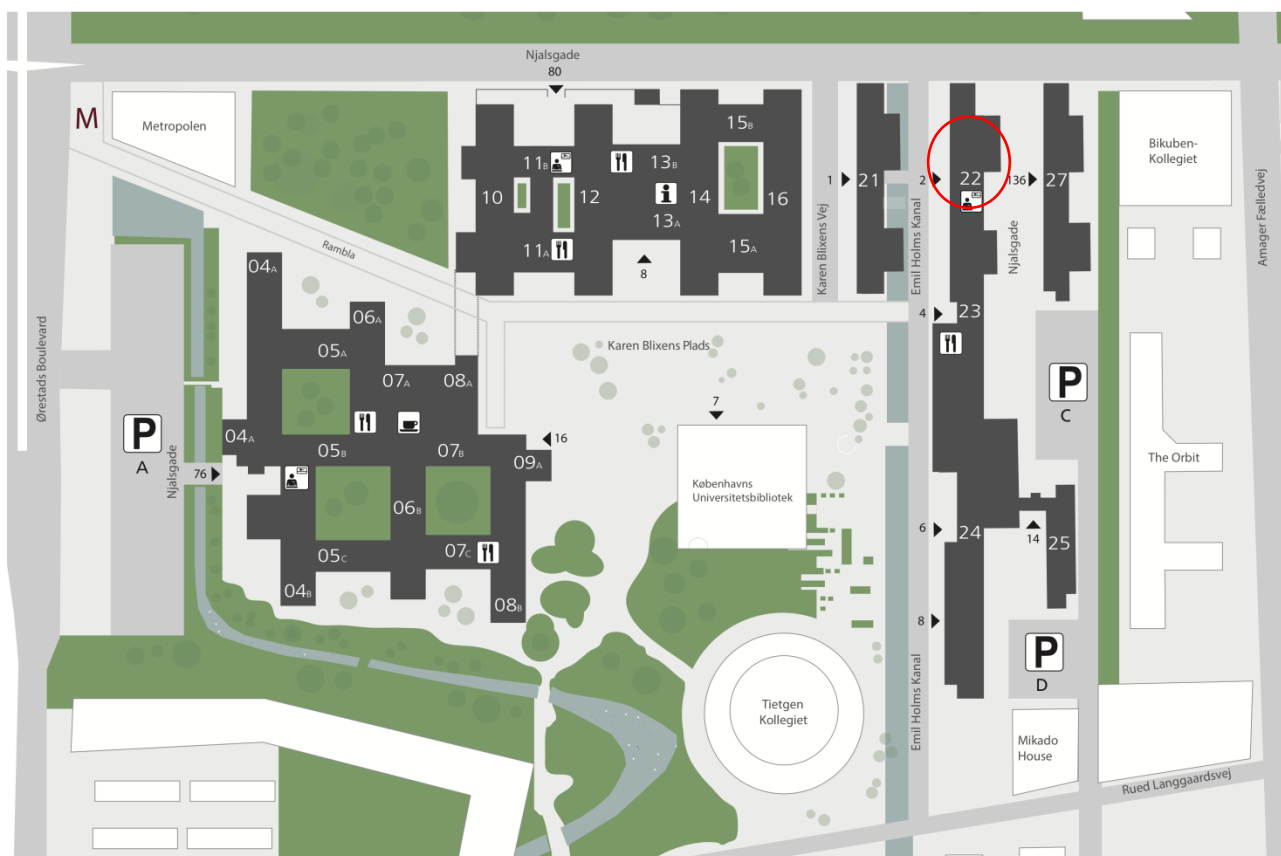 Njalsgade
80
M
Metropolen
15B
Bikuben-
Kollegiet
11B
13B
10
12
14
16
1
21
2
22
136
27
13A
Rambla
11A
15A
8
Karen Blixens Vej
Emil Holms Kanal
Njalsgade
Amager Fælledvej
04A
06A
4
23
05A
Karen Blixens Plads
07A
08A
Ørestads Boulevard
P
C
7
P
A
04A
05B
07B
16
09A
Njalsgade
76
Københavns
Universitetsbibliotek
The Orbit
06B
6
24
14
25
05C
07C
04B
08B
8
P
D
Tietgen
Kollegiet
Emil Holms Kanal
Mikado
House
Rued Langgaardsvej